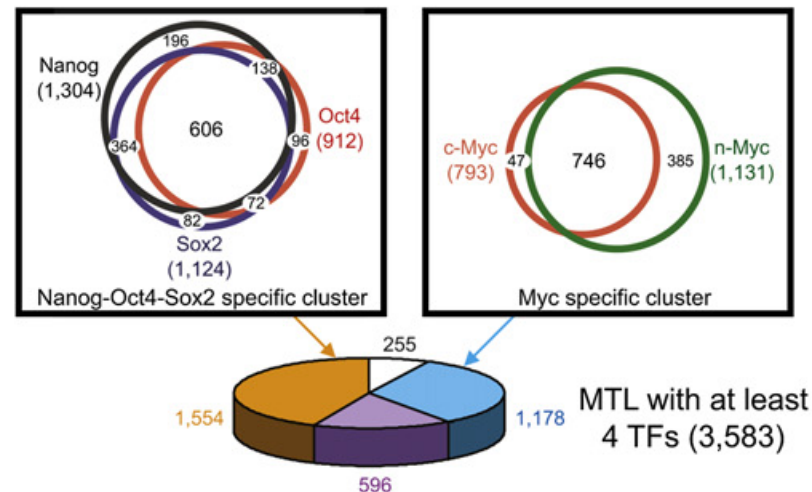 Nanog
(1,304)
196
138
Oct4
(912)
606
96
364
72
82
Sox2
(1,124)
Nanog-Oct4-Sox2 specific cluster
c-Myc
(793)
47
746
385
n-Myc
(1,131)
Myc specific cluster
255
1,554
1,178
596
MTL with at least
4 TFs (3,583)